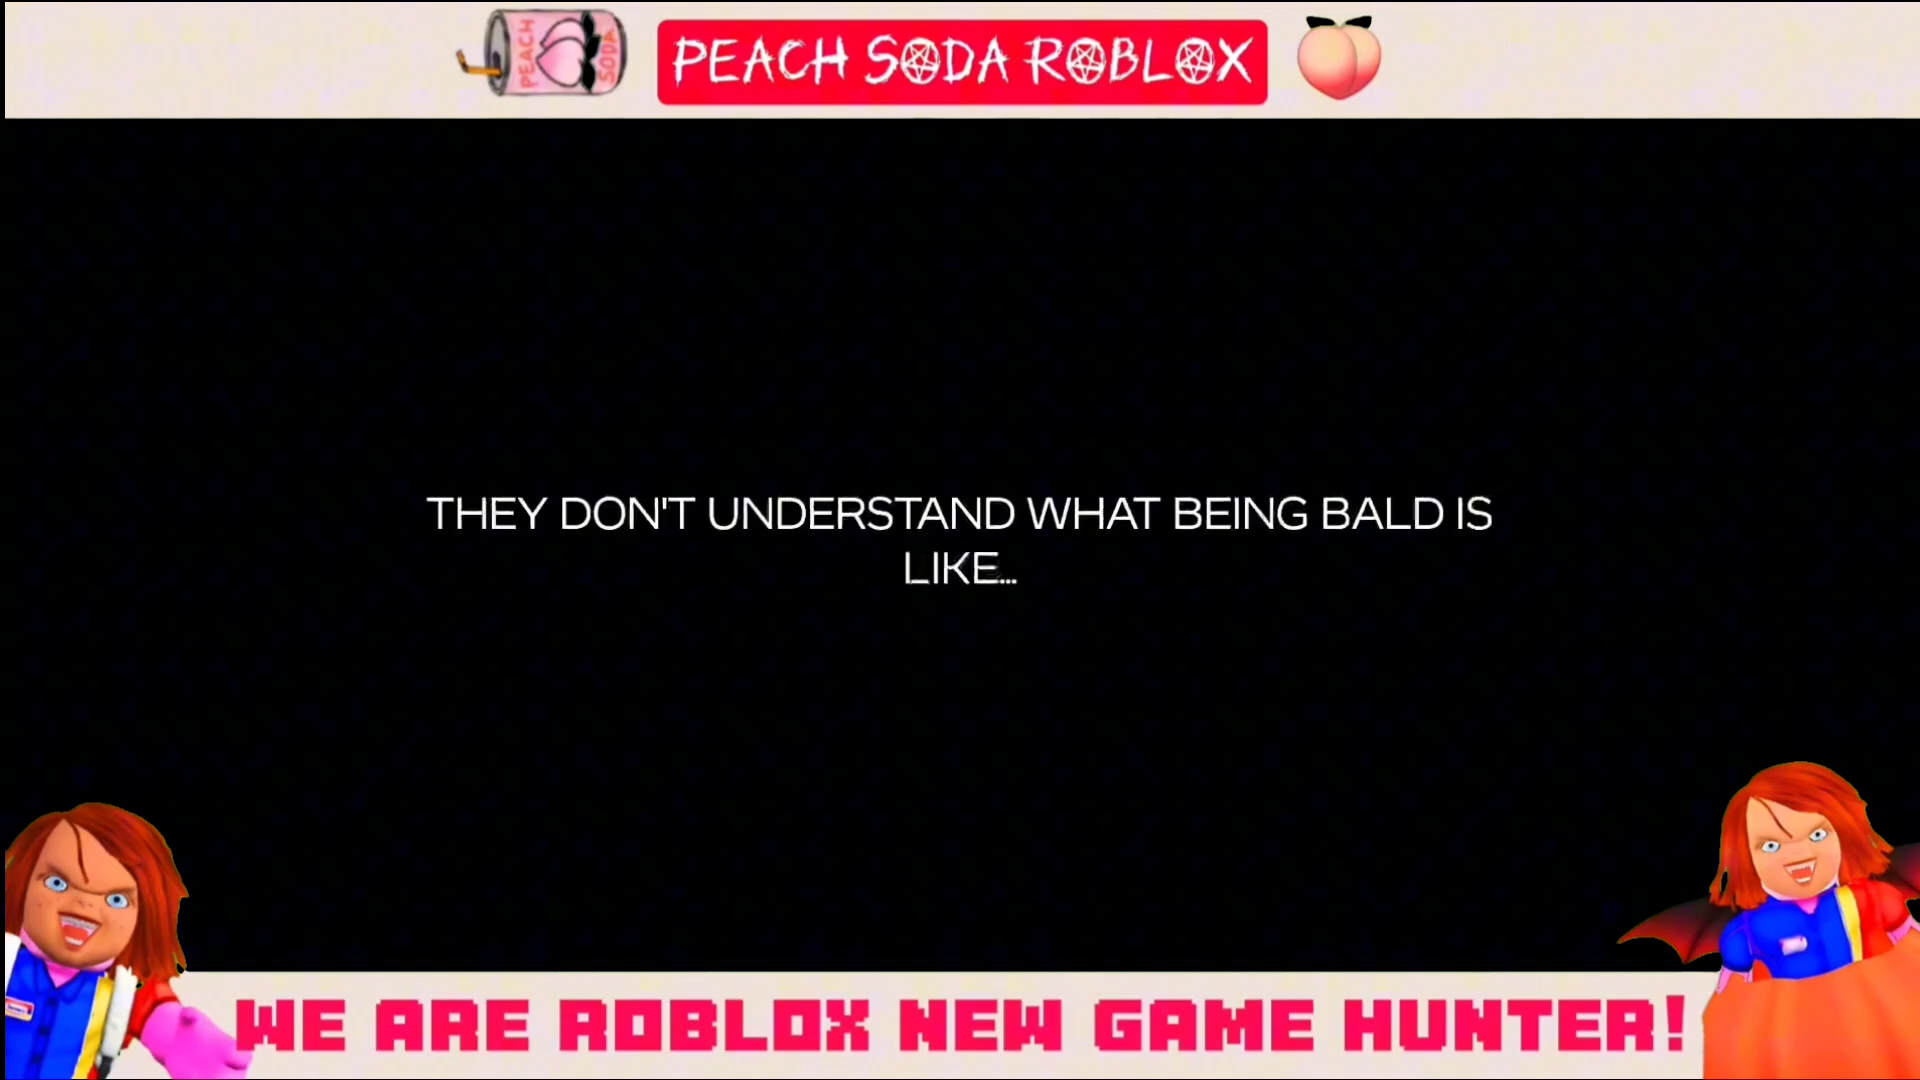 PEACH SODA
PEACH SODA ROBLOX
THEY DON'T UNDERSTAND WHAT BEING BALD IS
LIKE...
WE ARE ROBLOX NEW GAME HUNTER!